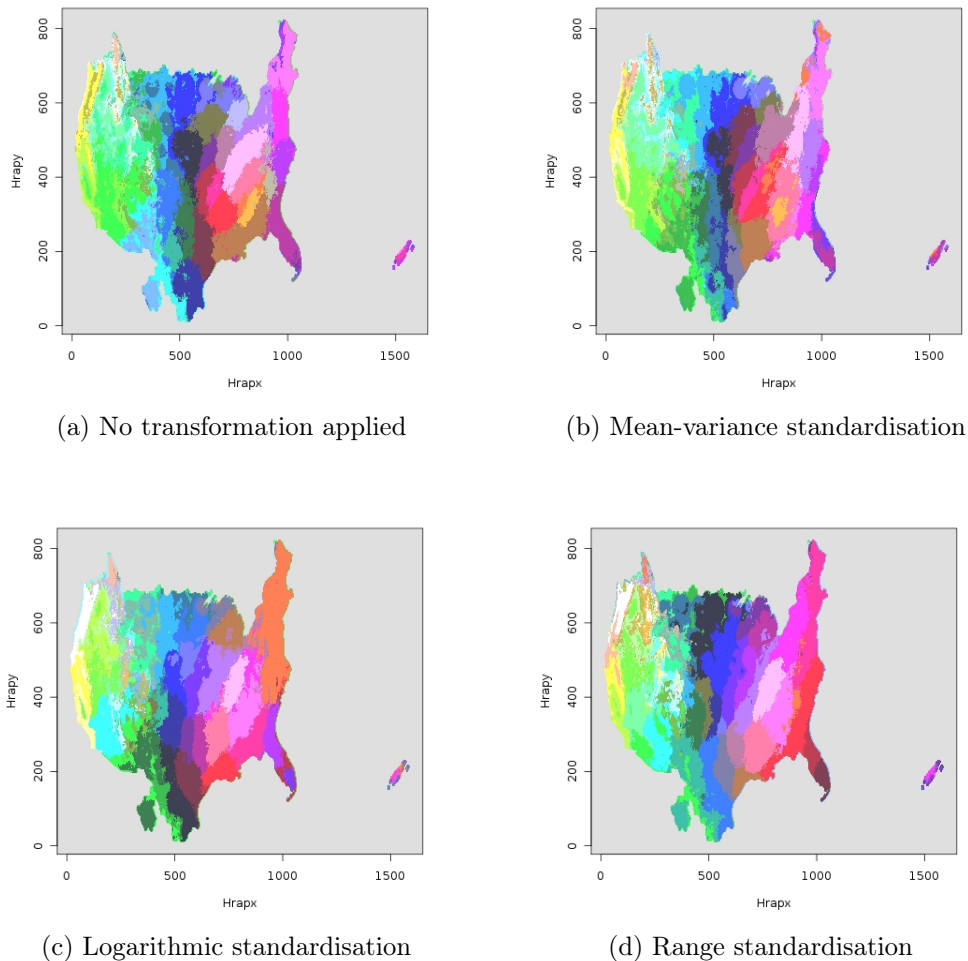 800
600
400
200
0
Hrapy
0 500 1000 1500
Hrapx
(a) No transformation applied
800
600
400
200
0
Hrapy
0 500 1000 1500
Hrapx
(b) Mean-variance standardisation
800
600
400
200
0
Hrapy
0 500 1000 1500
Hrapx
(c) Logarithmic standardisation
800
600
400
200
0
Hrapy
0 500 1000 1500
Hrapx
(d) Range standardisation